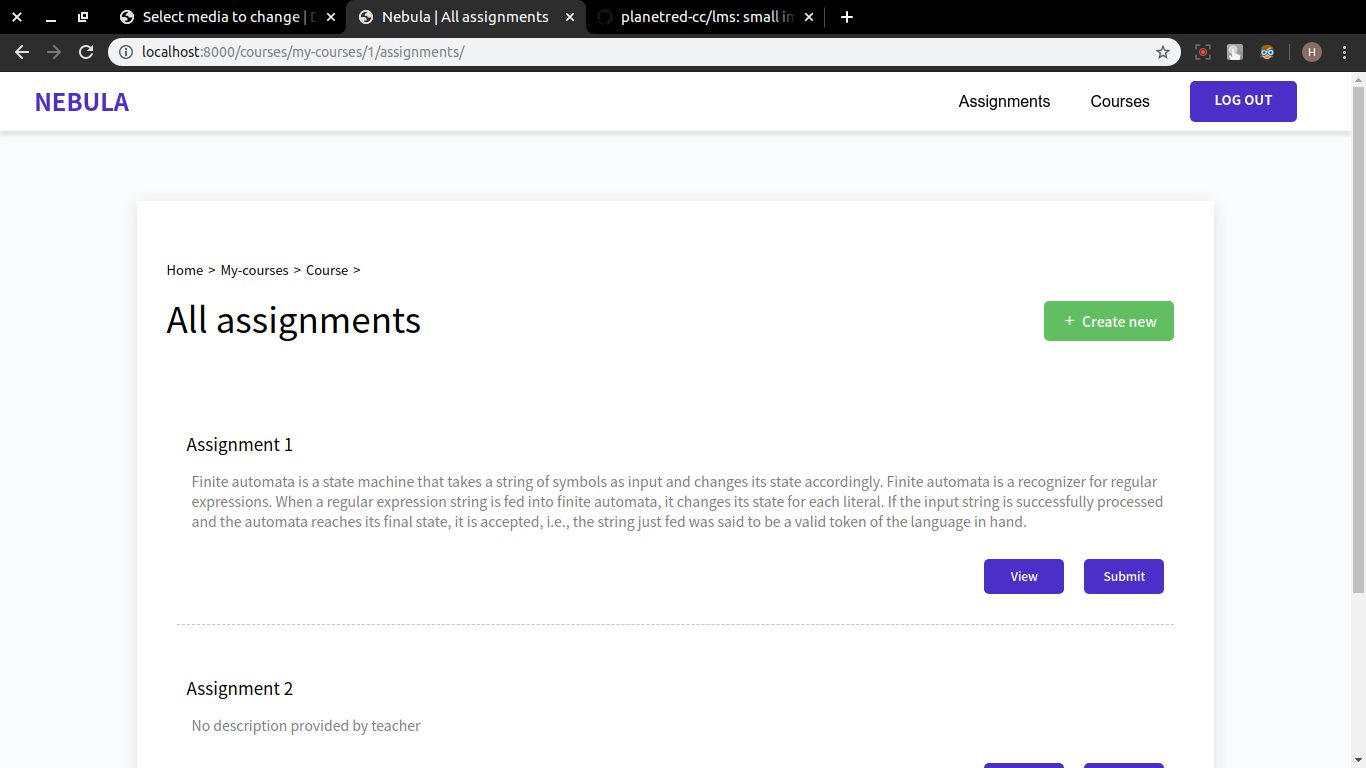 Select media to change |
Nebula | All assignments
planetred-cc/lms: small in
localhost:8000/courses/my-courses/1/assignments/
H
NEBULA
Assignments
Courses
LOG OUT
Home > My-courses > Course >
All assignments
+ Create new
Assignment 1
Finite automata is a state machine that takes a string of symbols as input and changes its state accordingly. Finite automata is a recognizer for regular
expressions. When a regular expression string is fed into finite automata, it changes its state for each literal. If the input string is successfully processed
and the automata reaches its final state, it is accepted, i.e., the string just fed was said to be a valid token of the language in hand.
View
Submit
Assignment 2
No description provided by teacher